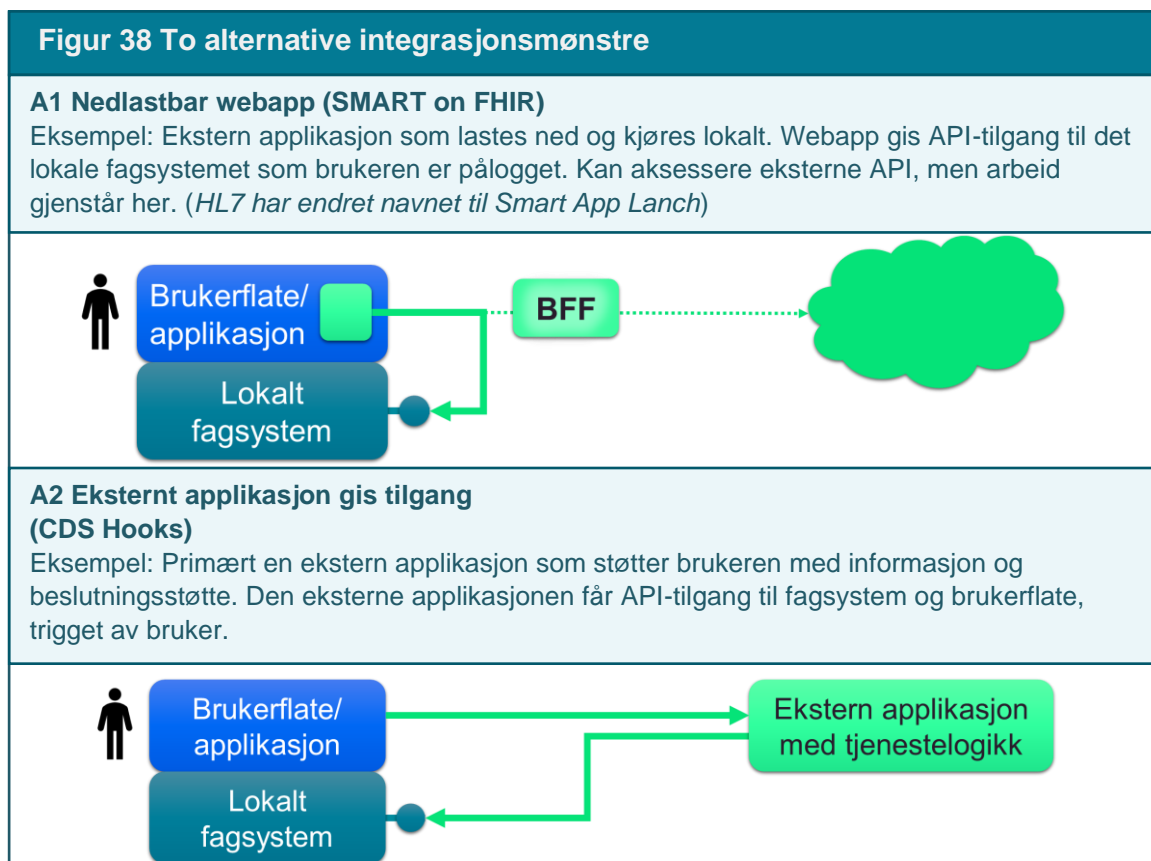 Figur 38 To alternative integrasjonsmønstre
A1 Nedlastbar webapp (SMART on FHIR)
Eksempel: Ekstern applikasjon som lastes ned og kjøres lokalt. Webapp gis API-tilgang til det
lokale fagsystemet som brukeren er pålogget. Kan aksessere eksterne API, men arbeid
gjenstår her. (HL7 har endret navnet til Smart App Lanch)
Brukerflate/
applikasjon
BFF
Lokalt
fagsystem
A2 Eksternt applikasjon gis tilgang
(CDS Hooks)
Eksempel: Primært en ekstern applikasjon som støtter brukeren med informasjon og
beslutningsstøtte. Den eksterne applikasjonen får API-tilgang til fagsystem og brukerflate,
trigget av bruker.
Brukerflate/
applikasjon
Ekstern applikasjon
med tjenestelogikk
Lokalt
fagsystem